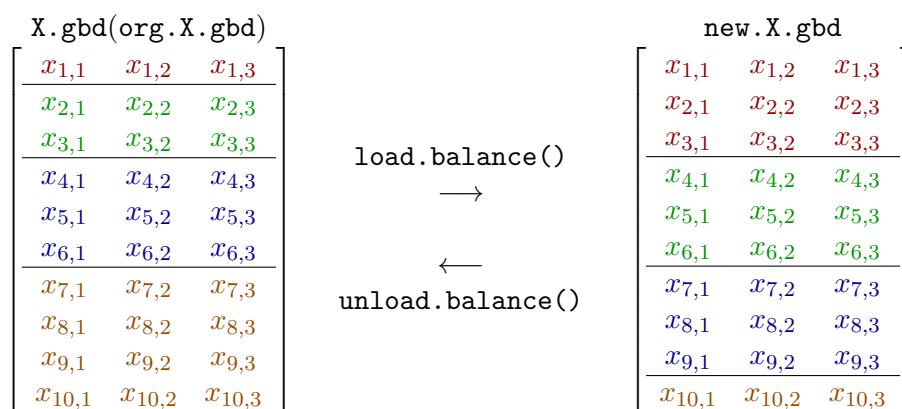 X.gbd(org.X.gbd)
x1,1 x1,2 x1,3
x2,1 x2,2 x2,3
x3,1 x3,2 x3,3
x4,1 x4,2 x4,3
x5,1 x5,2 x5,3
x6,1 x6,2 x6,3
x7,1 x7,2 x7,3
x8,1 x8,2 x8,3
x9,1 x9,2 x9,3
x10,1 x10,2 x10,3
load.balance()
⟶
⟵
unload.balance()
new.X.gbd
x1,1 x1,2 x1,3
x2,1 x2,2 x2,3
x3,1 x3,2 x3,3
x4,1 x4,2 x4,3
x5,1 x5,2 x5,3
x6,1 x6,2 x6,3
x7,1 x7,2 x7,3
x8,1 x8,2 x8,3
x9,1 x9,2 x9,3
x10,1 x10,2 x10,3